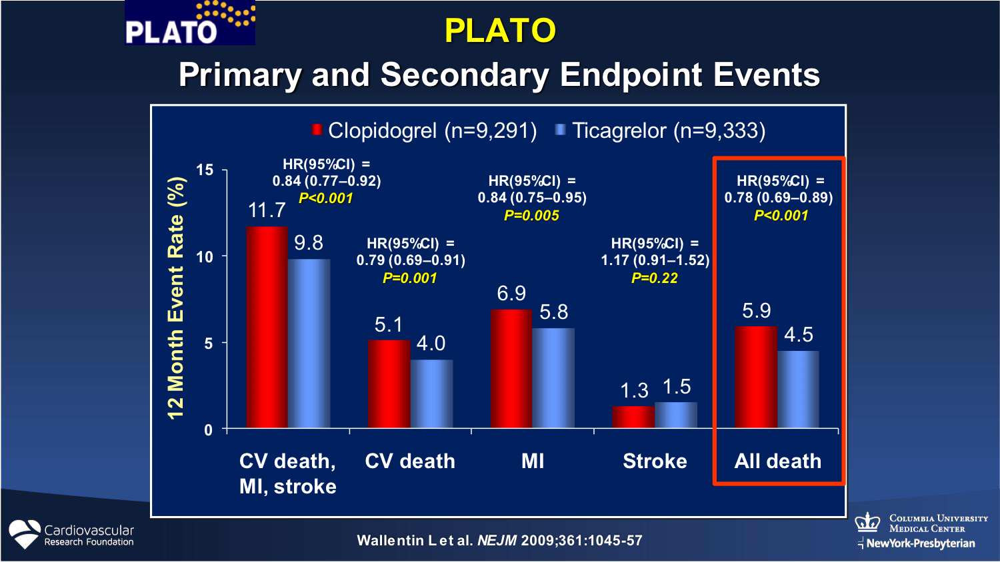 PLATO
PLATO
Primary and Secondary Endpoint Events
Clopidogrel (n=9,291) Ticagrelor (n=9,333)
12 Month Event Rate (%)
15
10
5
0
HR(95%CI) =
0.84 (0.77–0.92)
P<0.001
11.7
9.8
HR(95%CI) =
0.79 (0.69–0.91)
P=0.001
5.1
4.0
HR(95%CI) =
0.84 (0.75–0.95)
P=0.005
6.9
5.8
HR(95%CI) =
1.17 (0.91–1.52)
P=0.22
1.3
1.5
HR(95%CI) =
0.78 (0.69–0.89)
P<0.001
5.9
4.5
CV death,
MI, stroke
CV death
MI
Stroke
All death
Cardiovascular
Research Foundation
Wallentin L et al. NEJM 2009;361:1045-57
COLUMBIA UNIVERSITY
MEDICAL CENTER
NewYork-Presbyterian